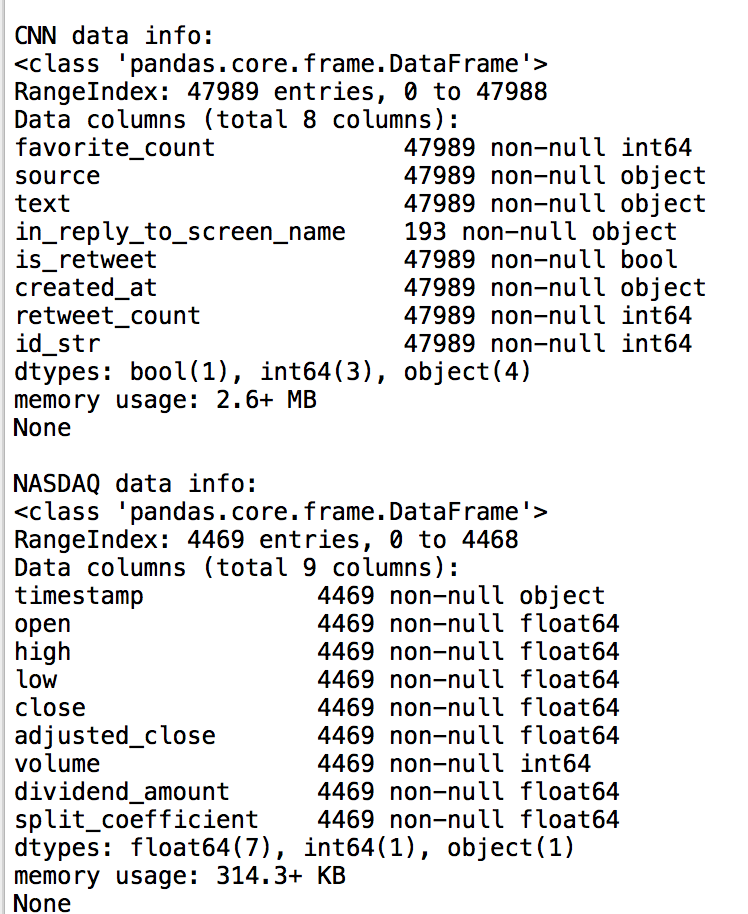 CNN data info:
<class 'pandas.core.frame.DataFrame'>
RangeIndex: 47989 entries, 0 to 47988
Data columns (total 8 columns):
favorite_count             47989 non-null int64
source                     47989 non-null object
text                       47989 non-null object
in_reply_to_screen_name    193 non-null object
is_retweet                 47989 non-null bool
created_at                 47989 non-null object
retweet_count              47989 non-null int64
id_str                     47989 non-null int64
dtypes: bool(1), int64(3), object(4)
memory usage: 2.6+ MB
None

NASDAQ data info:
<class 'pandas.core.frame.DataFrame'>
RangeIndex: 4469 entries, 0 to 4468
Data columns (total 9 columns):
timestamp            4469 non-null object
open                 4469 non-null float64
high                 4469 non-null float64
low                  4469 non-null float64
close                4469 non-null float64
adjusted_close       4469 non-null float64
volume               4469 non-null int64
dividend_amount      4469 non-null float64
split_coefficient    4469 non-null float64
dtypes: float64(7), int64(1), object(1)
memory usage: 314.3+ KB
None